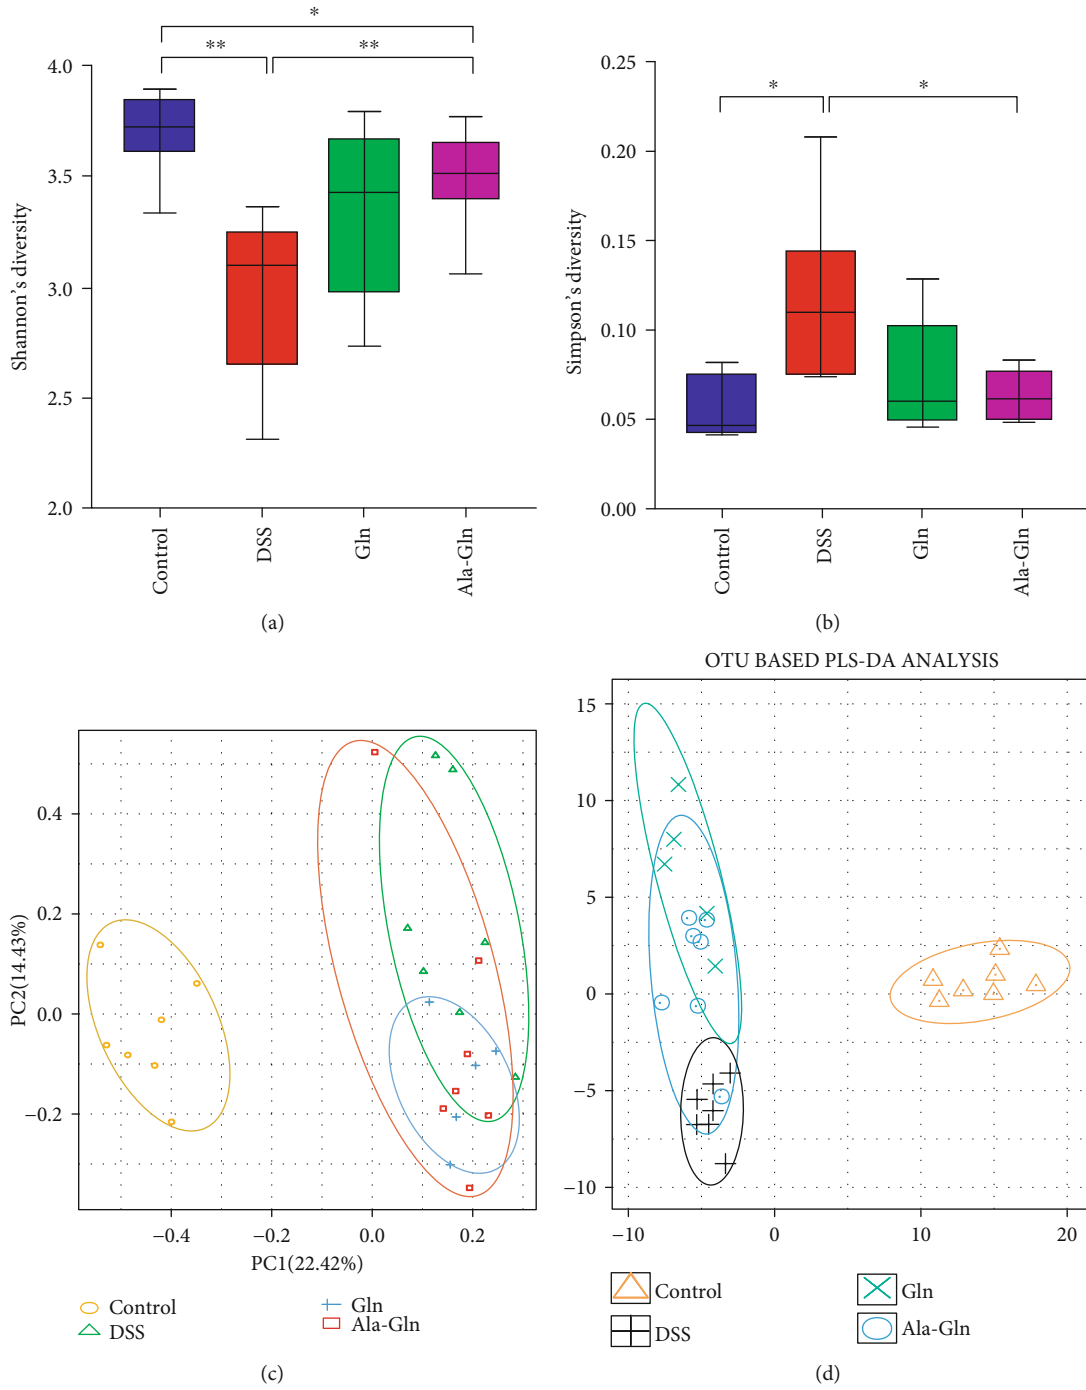 *
** **
4.0
3.5
3.0
2.5
2.0
Shannon's diversity
Control
DSS
Gln
Ala-Gln
(a)
* *
0.25
0.20
0.15
0.10
0.05
0.00
Simpson's diversity
Control
DSS
Gln
Ala-Gln
(b)
0.4
0.2
0.0
−0.2
PC2(14.43%)
−0.4 −0.2 0.0 0.2
PC1(22.42%)
Control
DSS
Gln
Ala-Gln
(c)
OTU BASED PLS-DA ANALYSIS
15
10
5
0
−5
−10
−10 0 10 20
Control
DSS
Gln
Ala-Gln
(d)